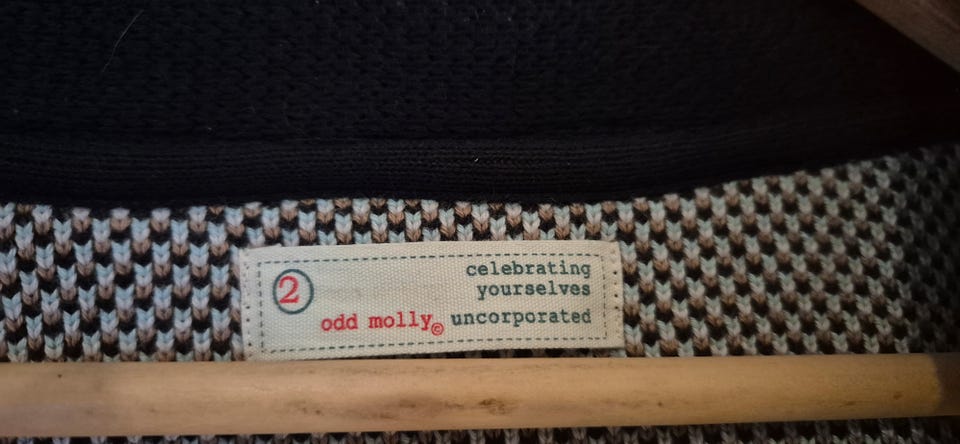 2
celebrating
yourselves
odd molly© uncorporated